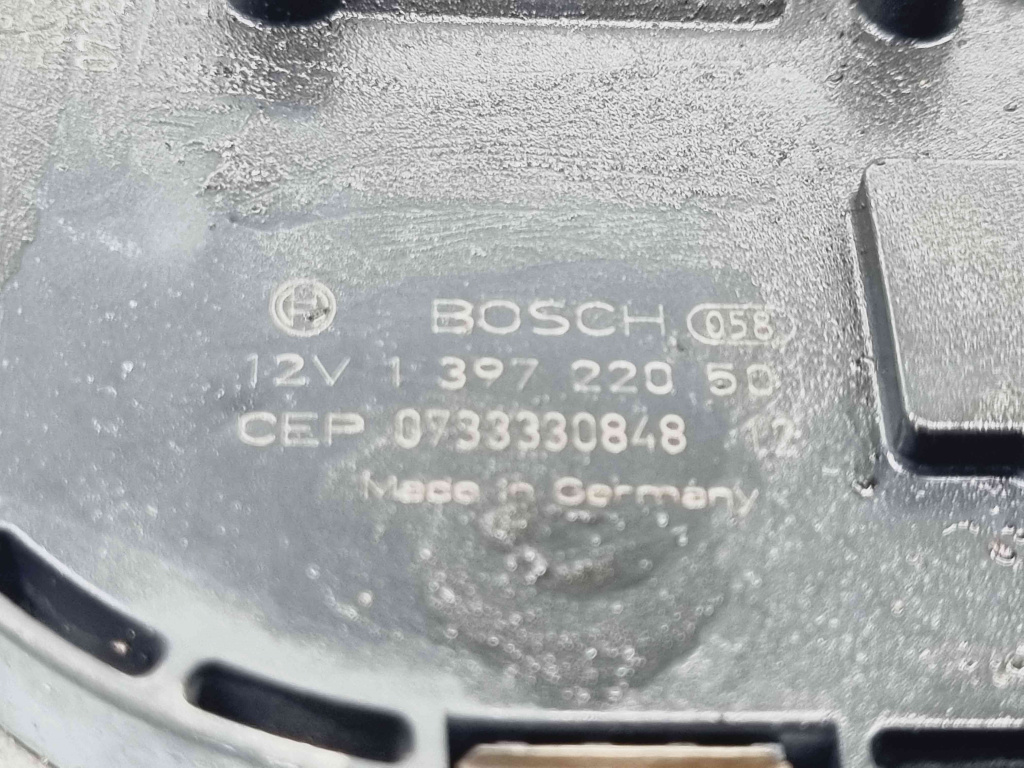 BOSCH 058
12V 1 397 220 50
CEP 0733330848 12
Made in Germany